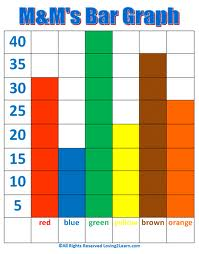 M&M's Bar Graph
40
35
30
25
20
15
10
5
red blue green yellow brown orange
©All Rights Reserved Loving2Learn.com